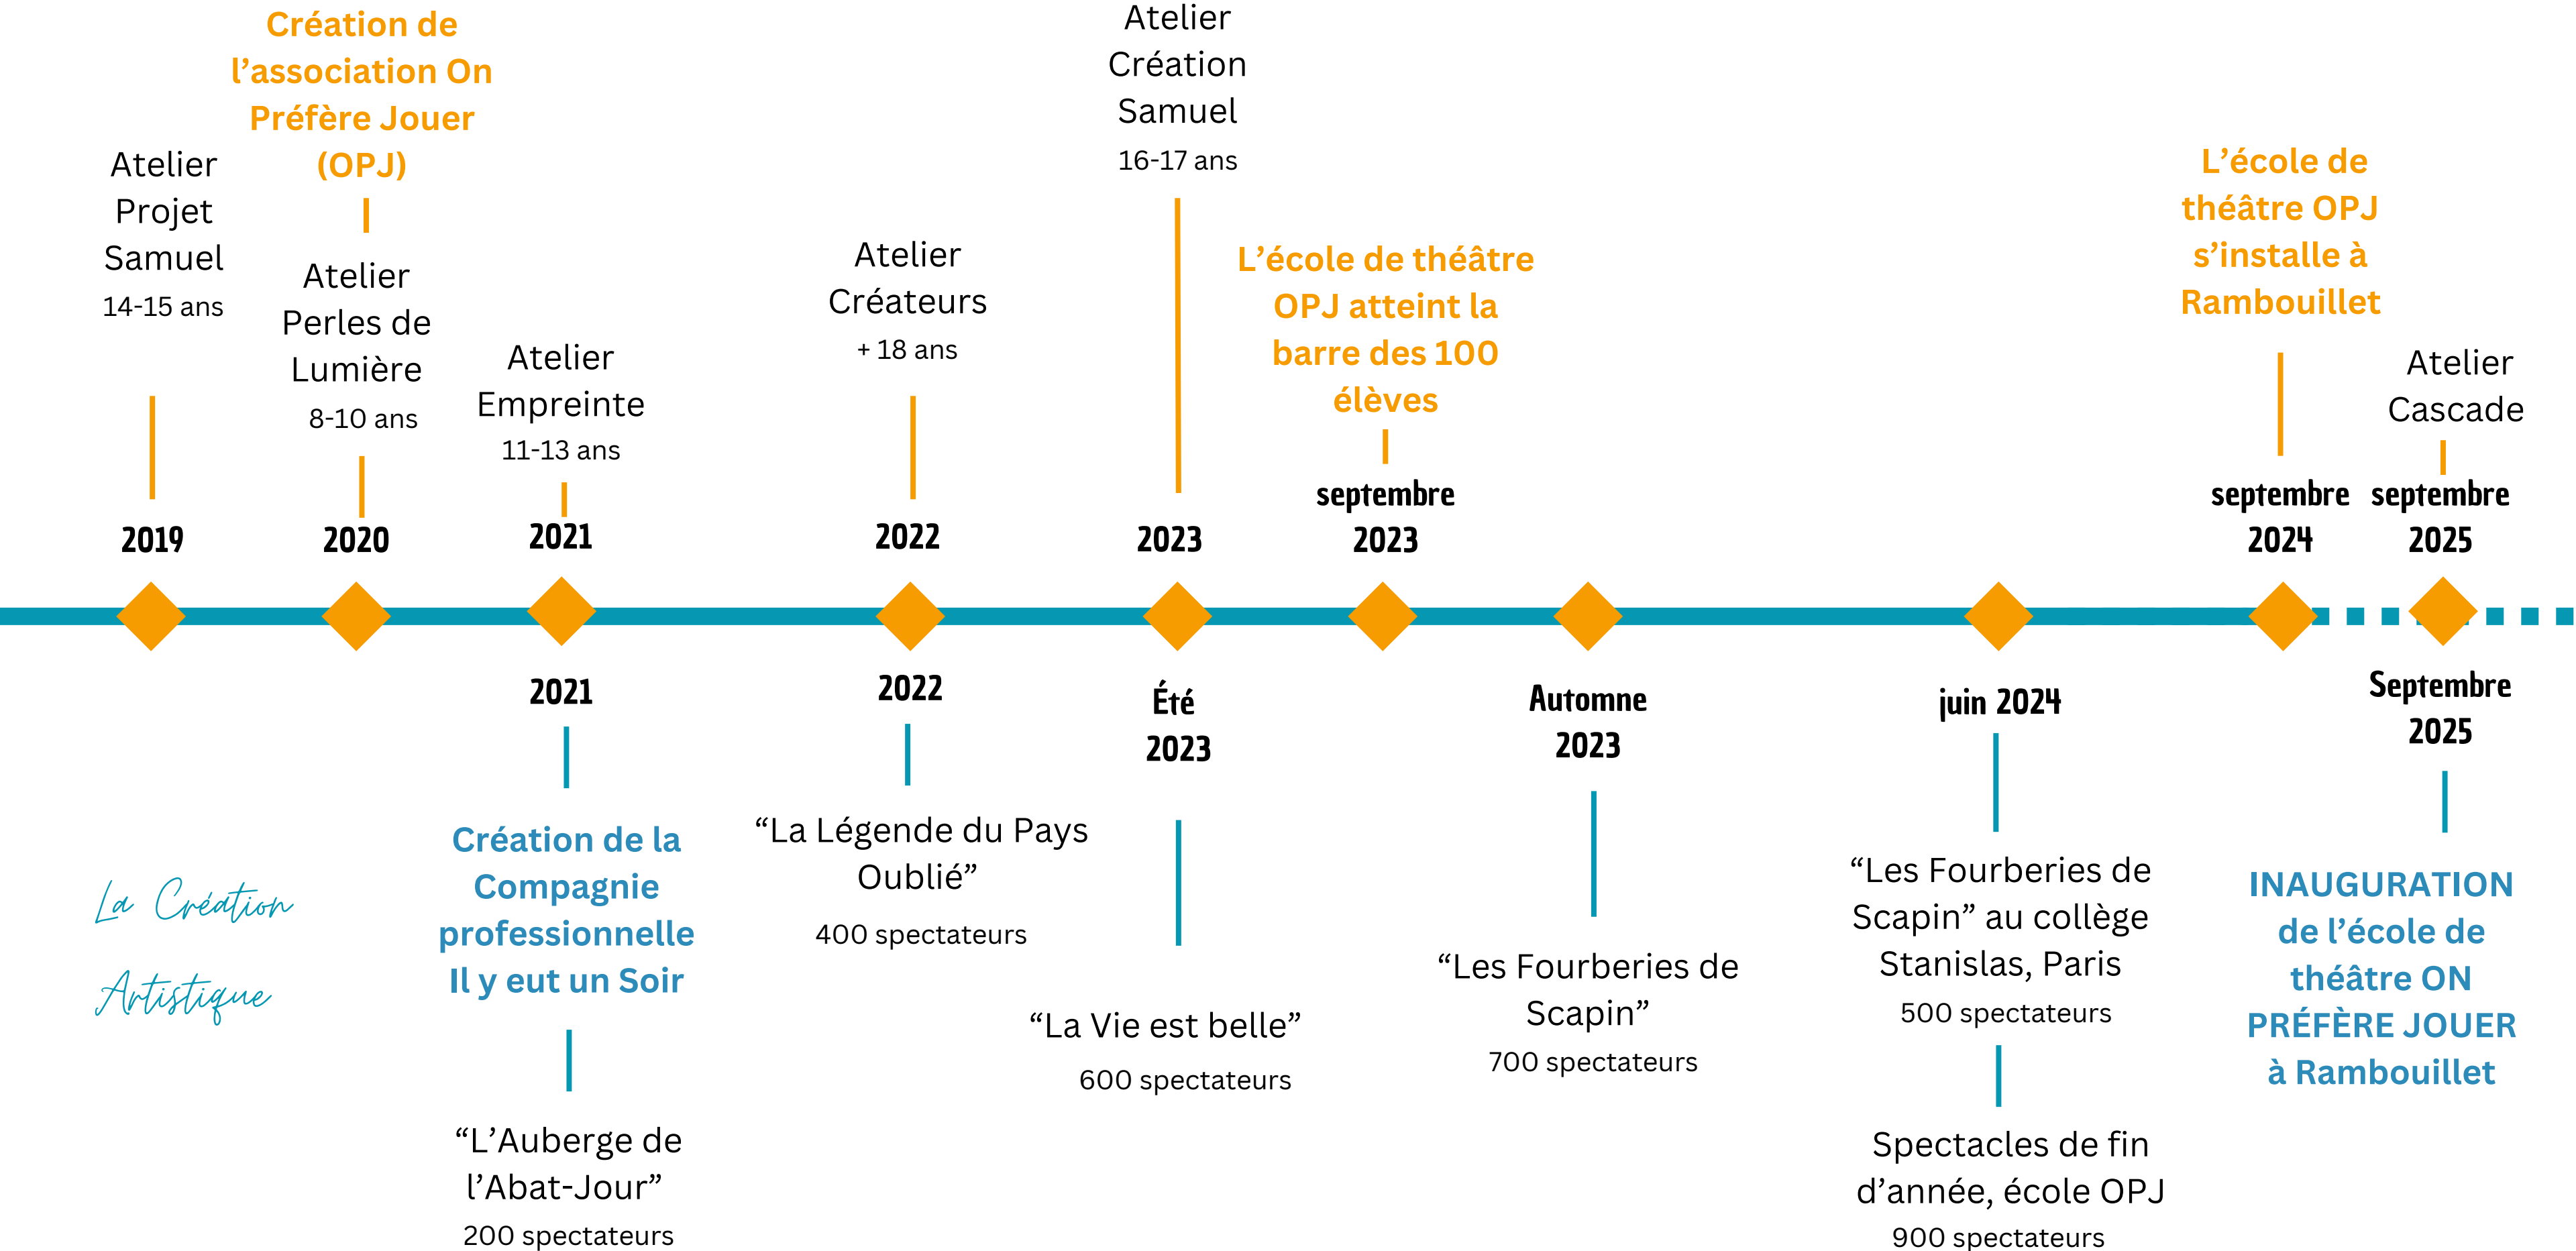 Atelier
Projet
Samuel
14-15 ans
2019
Création de
l’association On
Préfère Jouer
(OPJ)
Atelier
Perles de
Lumière
8-10 ans
2020
Atelier
Empreinte
11-13 ans
2021
Atelier
Créateurs
+ 18 ans
2022
Atelier
Création
Samuel
16-17 ans
2023
L’école de théâtre
OPJ atteint la
barre des 100
élèves
septembre
2023
L’école de
théâtre OPJ
s’installe à
Rambouillet
septembre
2024
Atelier
Cascade
septembre
2025
La Création
Artistique
2021
Création de la
Compagnie
professionnelle
Il y eut un Soir
“L’Auberge de
l’Abat-Jour”
200 spectateurs
2022
“La Légende du Pays
Oublié”
400 spectateurs
Été
2023
“La Vie est belle”
600 spectateurs
Automne
2023
“Les Fourberies de
Scapin”
700 spectateurs
juin 2024
“Les Fourberies de
Scapin” au collège
Stanislas, Paris
500 spectateurs
Spectacles de fin
d’année, école OPJ
900 spectateurs
Septembre
2025
INAUGURATION
de l’école de
théâtre ON
PRÉFÈRE JOUER
à Rambouillet